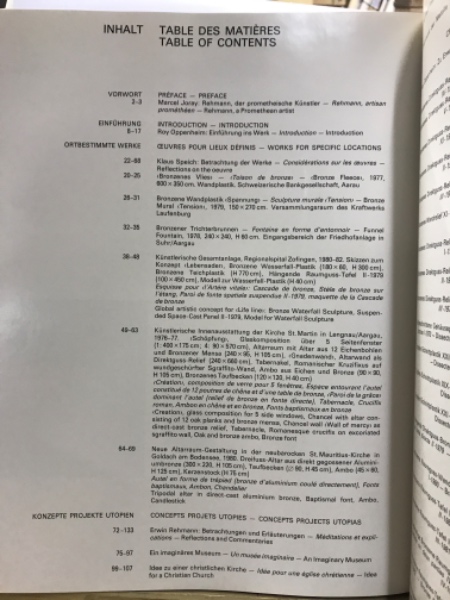 INHALT TABLE DES MATIÈRES
TABLE OF CONTENTS
VORWORT PRÉFACE — PREFACE
2–3 Marcel Joray: Rehmann, der prometheische Künstler — Rehmann, artisan
prométhéen — Rehmann, a Promethean artist
EINFÜHRUNG INTRODUCTION — INTRODUCTION
5–17 Roy Oppenheim: Einführung ins Werk — Introduction — Introduction
ORTBESTIMMTE WERKE ŒUVRES POUR LIEUX DÉFINIS — WORKS FOR SPECIFIC LOCATIONS
22–68 Klaus Speich: Betrachtung der Werke — Considérations sur les œuvres —
Reflections on the oeuvre
20–25 ‹Bronzenes Vlies› — ‹Toison de bronze› — ‹Bronze Fleece›, 1977,
800 × 350 cm. Wandplastik. Schweizerische Bankgesellschaft, Aarau
26–31 Bronzene Wandplastik ‹Spannung› — Sculpture murale ‹Tension› — Bronze
Mural ‹Tension›, 1979, 150 × 270 cm. Versammlungsraum des Kraftwerks
Laufenburg
32–35 Bronzener Trichterbrunnen — Fontaine en forme d'entonnoir — Funnel
Fountain, 1978, 240 × 240, H 60 cm. Eingangsbereich der Friedhofanlage in
Suhr/Aargau
36–48 Künstlerische Gesamtanlage, Regionalspital Zofingen, 1980–82. Skizzen zum
Konzept ‹Lebensader›, Bronzene Wasserfall-Plastik (180 × 60, H 300 cm),
Bronzene Teichplastik (H 770 cm), Hängende Raumguss-Tafel II-1979
(100 × 450 cm), Modell zur Wasserfall-Plastik (H 40 cm)
Esquisse pour l'‹Artère vitale›: Cascade de bronze, Stèle de bronze sur
l'étang, Paroi de fonte spatiale suspendue II-1979, maquette de la Cascade
de bronze
Global artistic concept for ‹Life line›: Bronze Waterfall Sculpture, Suspen-
ded Space-Cast Panel II-1979, Model for Waterfall Sculpture
49–63 Künstlerische Innenausstattung der Kirche St. Martin in Lengnau/Aargau,
1976–77. ‹Schöpfung›, Glaskomposition über 5 Seitenfenster
(1: 400 × 175 cm; 4: 90 × 570 cm), Altarraum mit Altar aus 12 Eichenbohlen
und Bronzener Mensa (240 × 95, H 105 cm), ‹Gnadenwand›, Altarwand als
Direktguss-Relief (240 × 660 cm), Tabernakel, Romanischer Kruzifixus auf
wundgeschürfter Sgraffito-Wand, Ambo aus Eichen und Bronze (90 × 90,
H 105 cm), Bronzenes Taufbecken (120 × 120, H 40 cm)
‹Création›, composition de verre pour 5 fenêtres, Espace entourant l'autel
constitué de 12 poutres de chêne et d'une table de bronze, ‹Paroi de la grâce›
dominant l'autel (relief de bronze en fonte directe), Tabernacle, Crucifix
roman, Ambon en chêne et en bronze, Fonts baptismaux en bronze
‹Creation›, glass composition for 5 side windows, Chancel with altar con-
sisting of 12 oak planks and bronze mensa, Chancel wall ‹Wall of mercy› as
direct-cast bronze relief, Tabernacle, Romanesque crucifix on excoriated
sgraffito-wall, Oak and bronze ambo, Bronze font
64–69 Neue Altarraum-Gestaltung in der neubarocken St. Mauritius-Kirche in
Goldach am Bodensee, 1980. Dreifuss-Altar aus direkt gegossener Alumini-
umbronze (300 × 220, H 105 cm), Taufbecken (∅ 90, H 45 cm), Ambo (45 × 60,
H 125 cm), Kerzenstock (H 75 cm)
Autel en forme de trépied (bronze d'aluminium coulé directement), Fonts
baptismaux, Ambon, Chandelier
Tripodal altar in direct-cast aluminium bronze, Baptismal font, Ambo,
Candlestick
KONZEPTE PROJEKTE UTOPIEN CONCEPTS PROJETS UTOPIES — CONCEPTS PROJECTS UTOPIAS
72–133 Erwin Rehmann: Betrachtungen und Erläuterungen — Méditations et expli-
cations — Reflections and Commentaries
75–97 Ein imaginäres Museum — Un musée imaginaire — An Imaginary Museum
99–107 Idee zu einer christlichen Kirche — Idée pour une église chrétienne — Idea
for a Christian Church